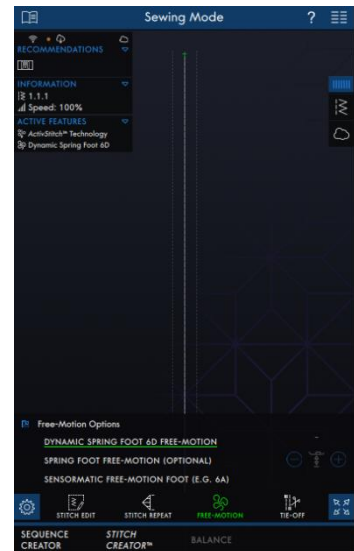 Sewing Mode ?
RECOMMENDATIONS
INFORMATION
1.1.1
Speed: 100%
ACTIVE FEATURES
ActivStitch™ Technology
Dynamic Spring Foot 6D
Free-Motion Options
DYNAMIC SPRING FOOT 6D FREE-MOTION
SPRING FOOT FREE-MOTION (OPTIONAL)
SENSORMATIC FREE-MOTION FOOT (E.G. 6A)
-
STITCH EDIT STITCH REPEAT FREE-MOTION TIE-OFF
SEQUENCE CREATOR STITCH CREATOR™ BALANCE